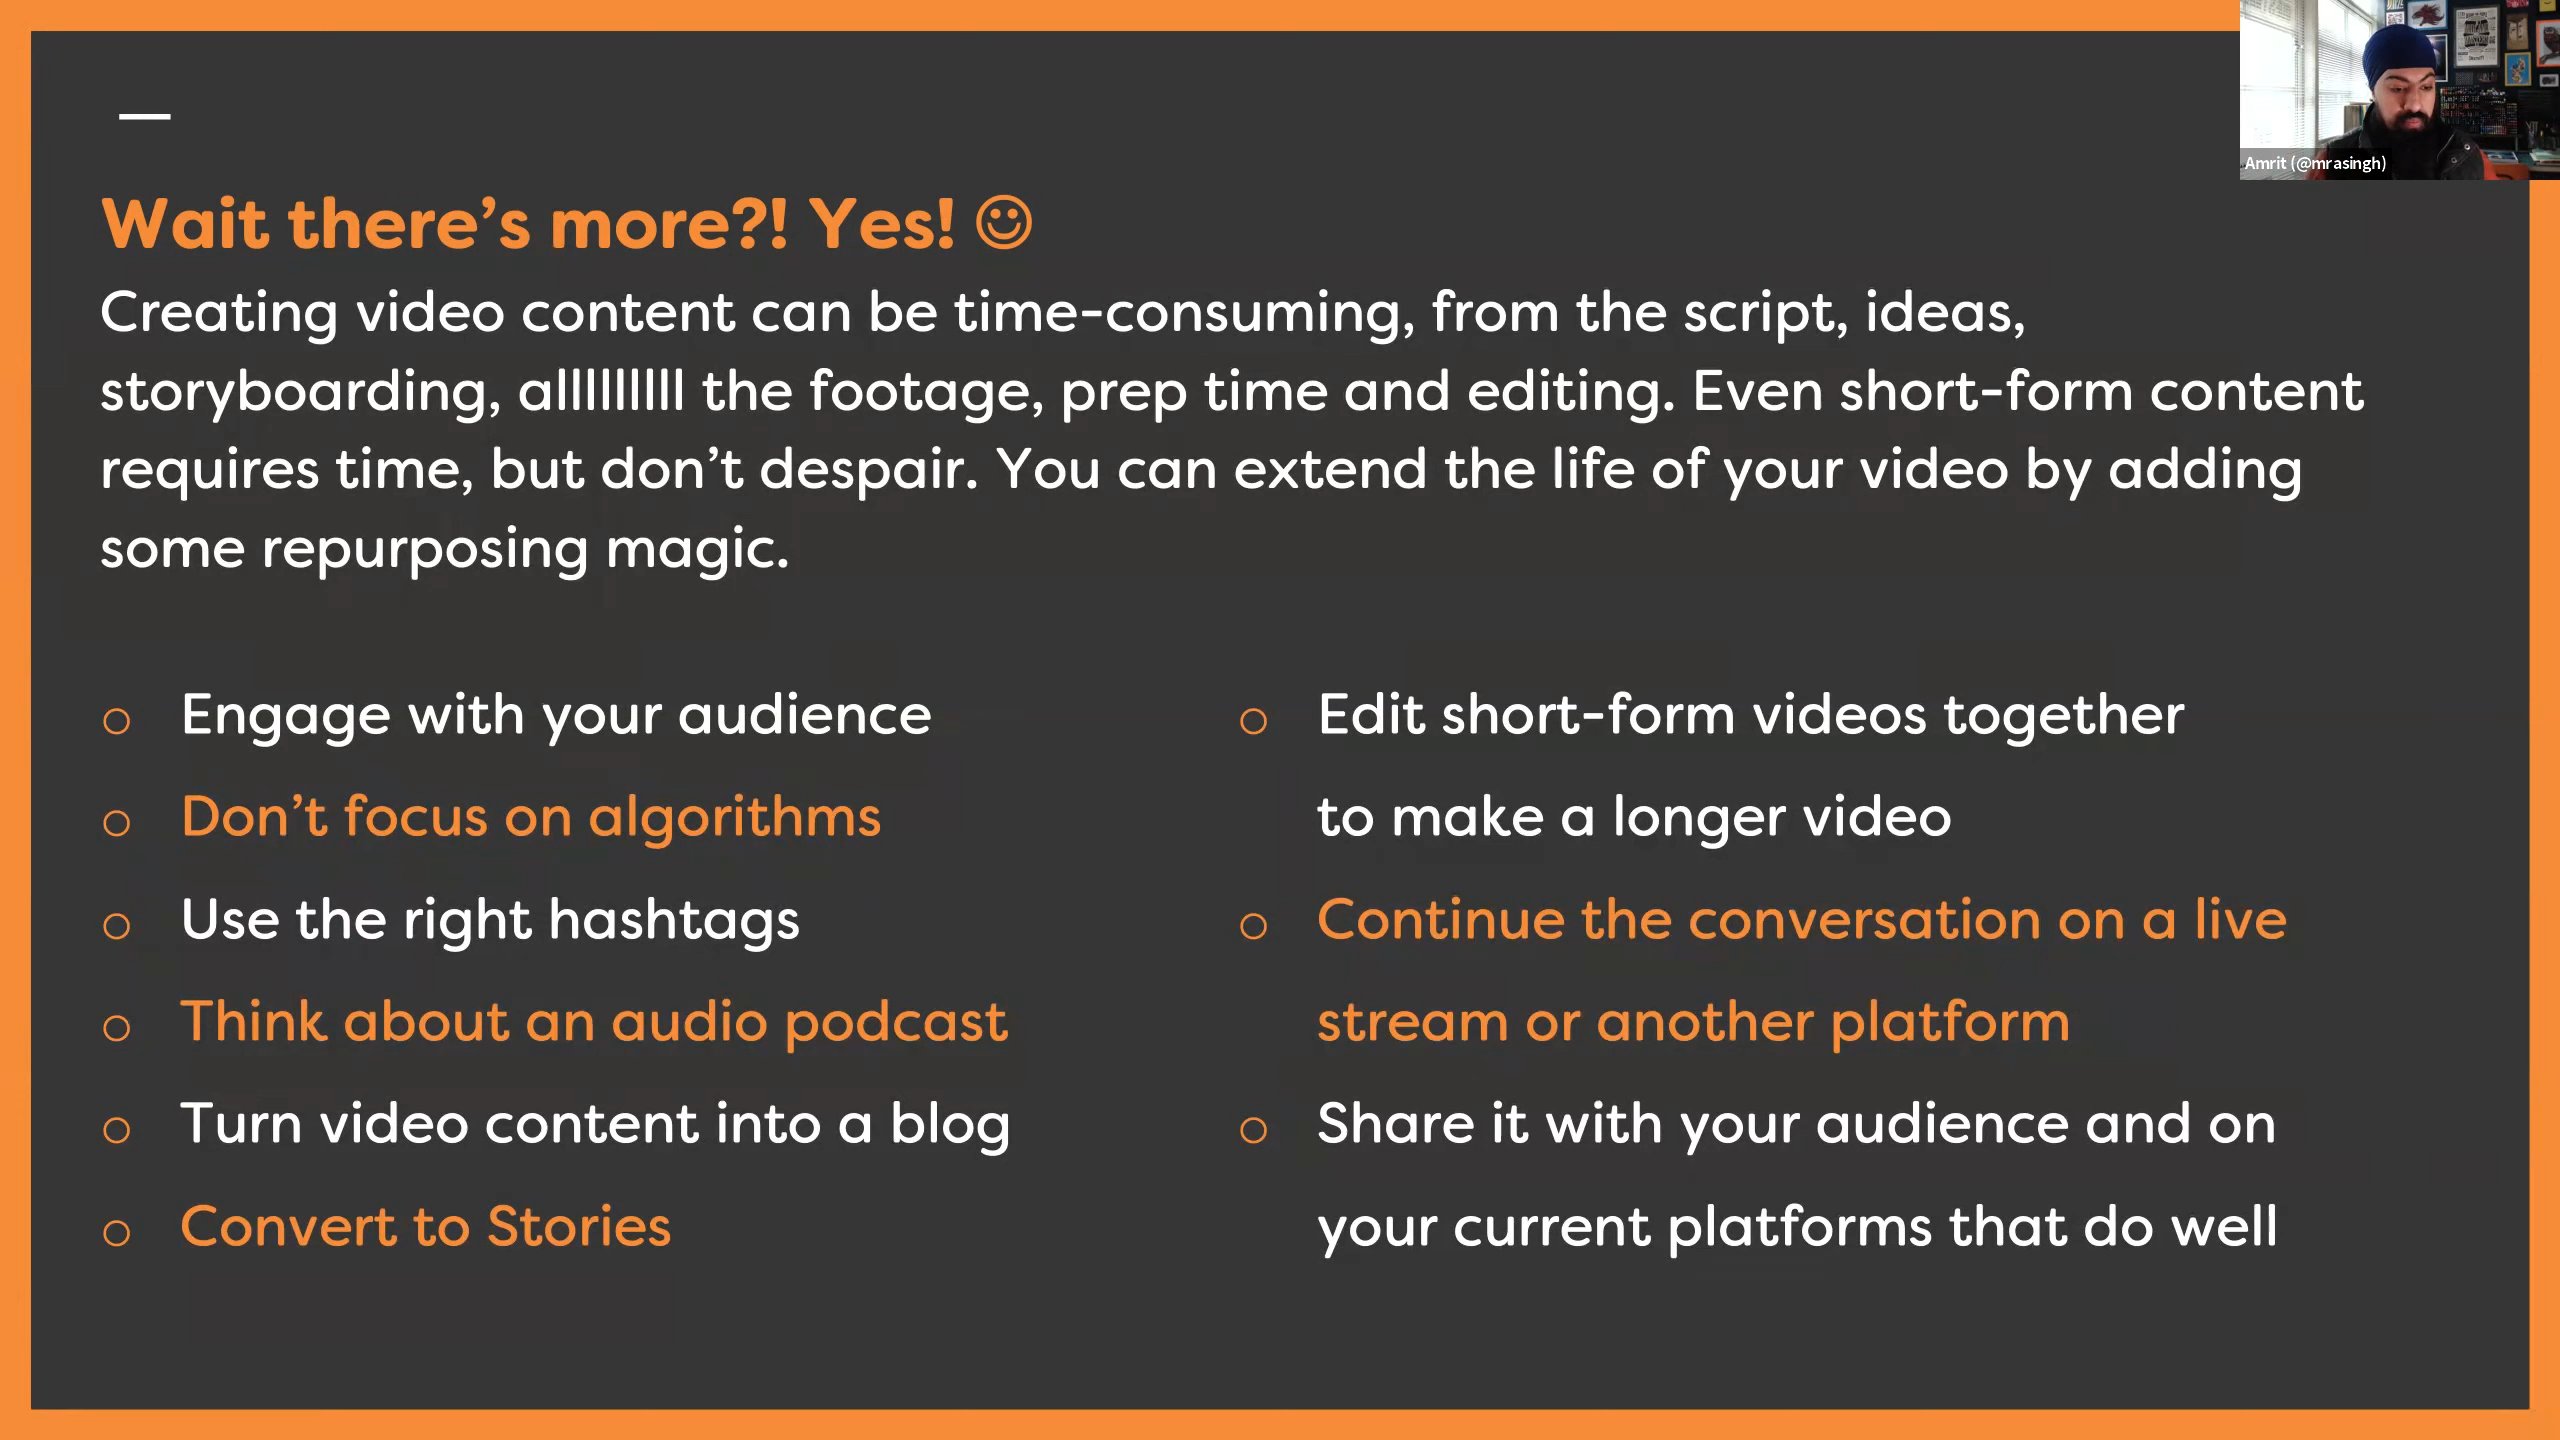 Amrit (@mrasingh)
Wait there’s more?! Yes! ☺
Creating video content can be time-consuming, from the script, ideas,
storyboarding, alllllllll the footage, prep time and editing. Even short-form content
requires time, but don’t despair. You can extend the life of your video by adding
some repurposing magic.
Engage with your audience
Don’t focus on algorithms
Use the right hashtags
Think about an audio podcast
Turn video content into a blog
Convert to Stories
Edit short-form videos together
to make a longer video
Continue the conversation on a live
stream or another platform
Share it with your audience and on
your current platforms that do well